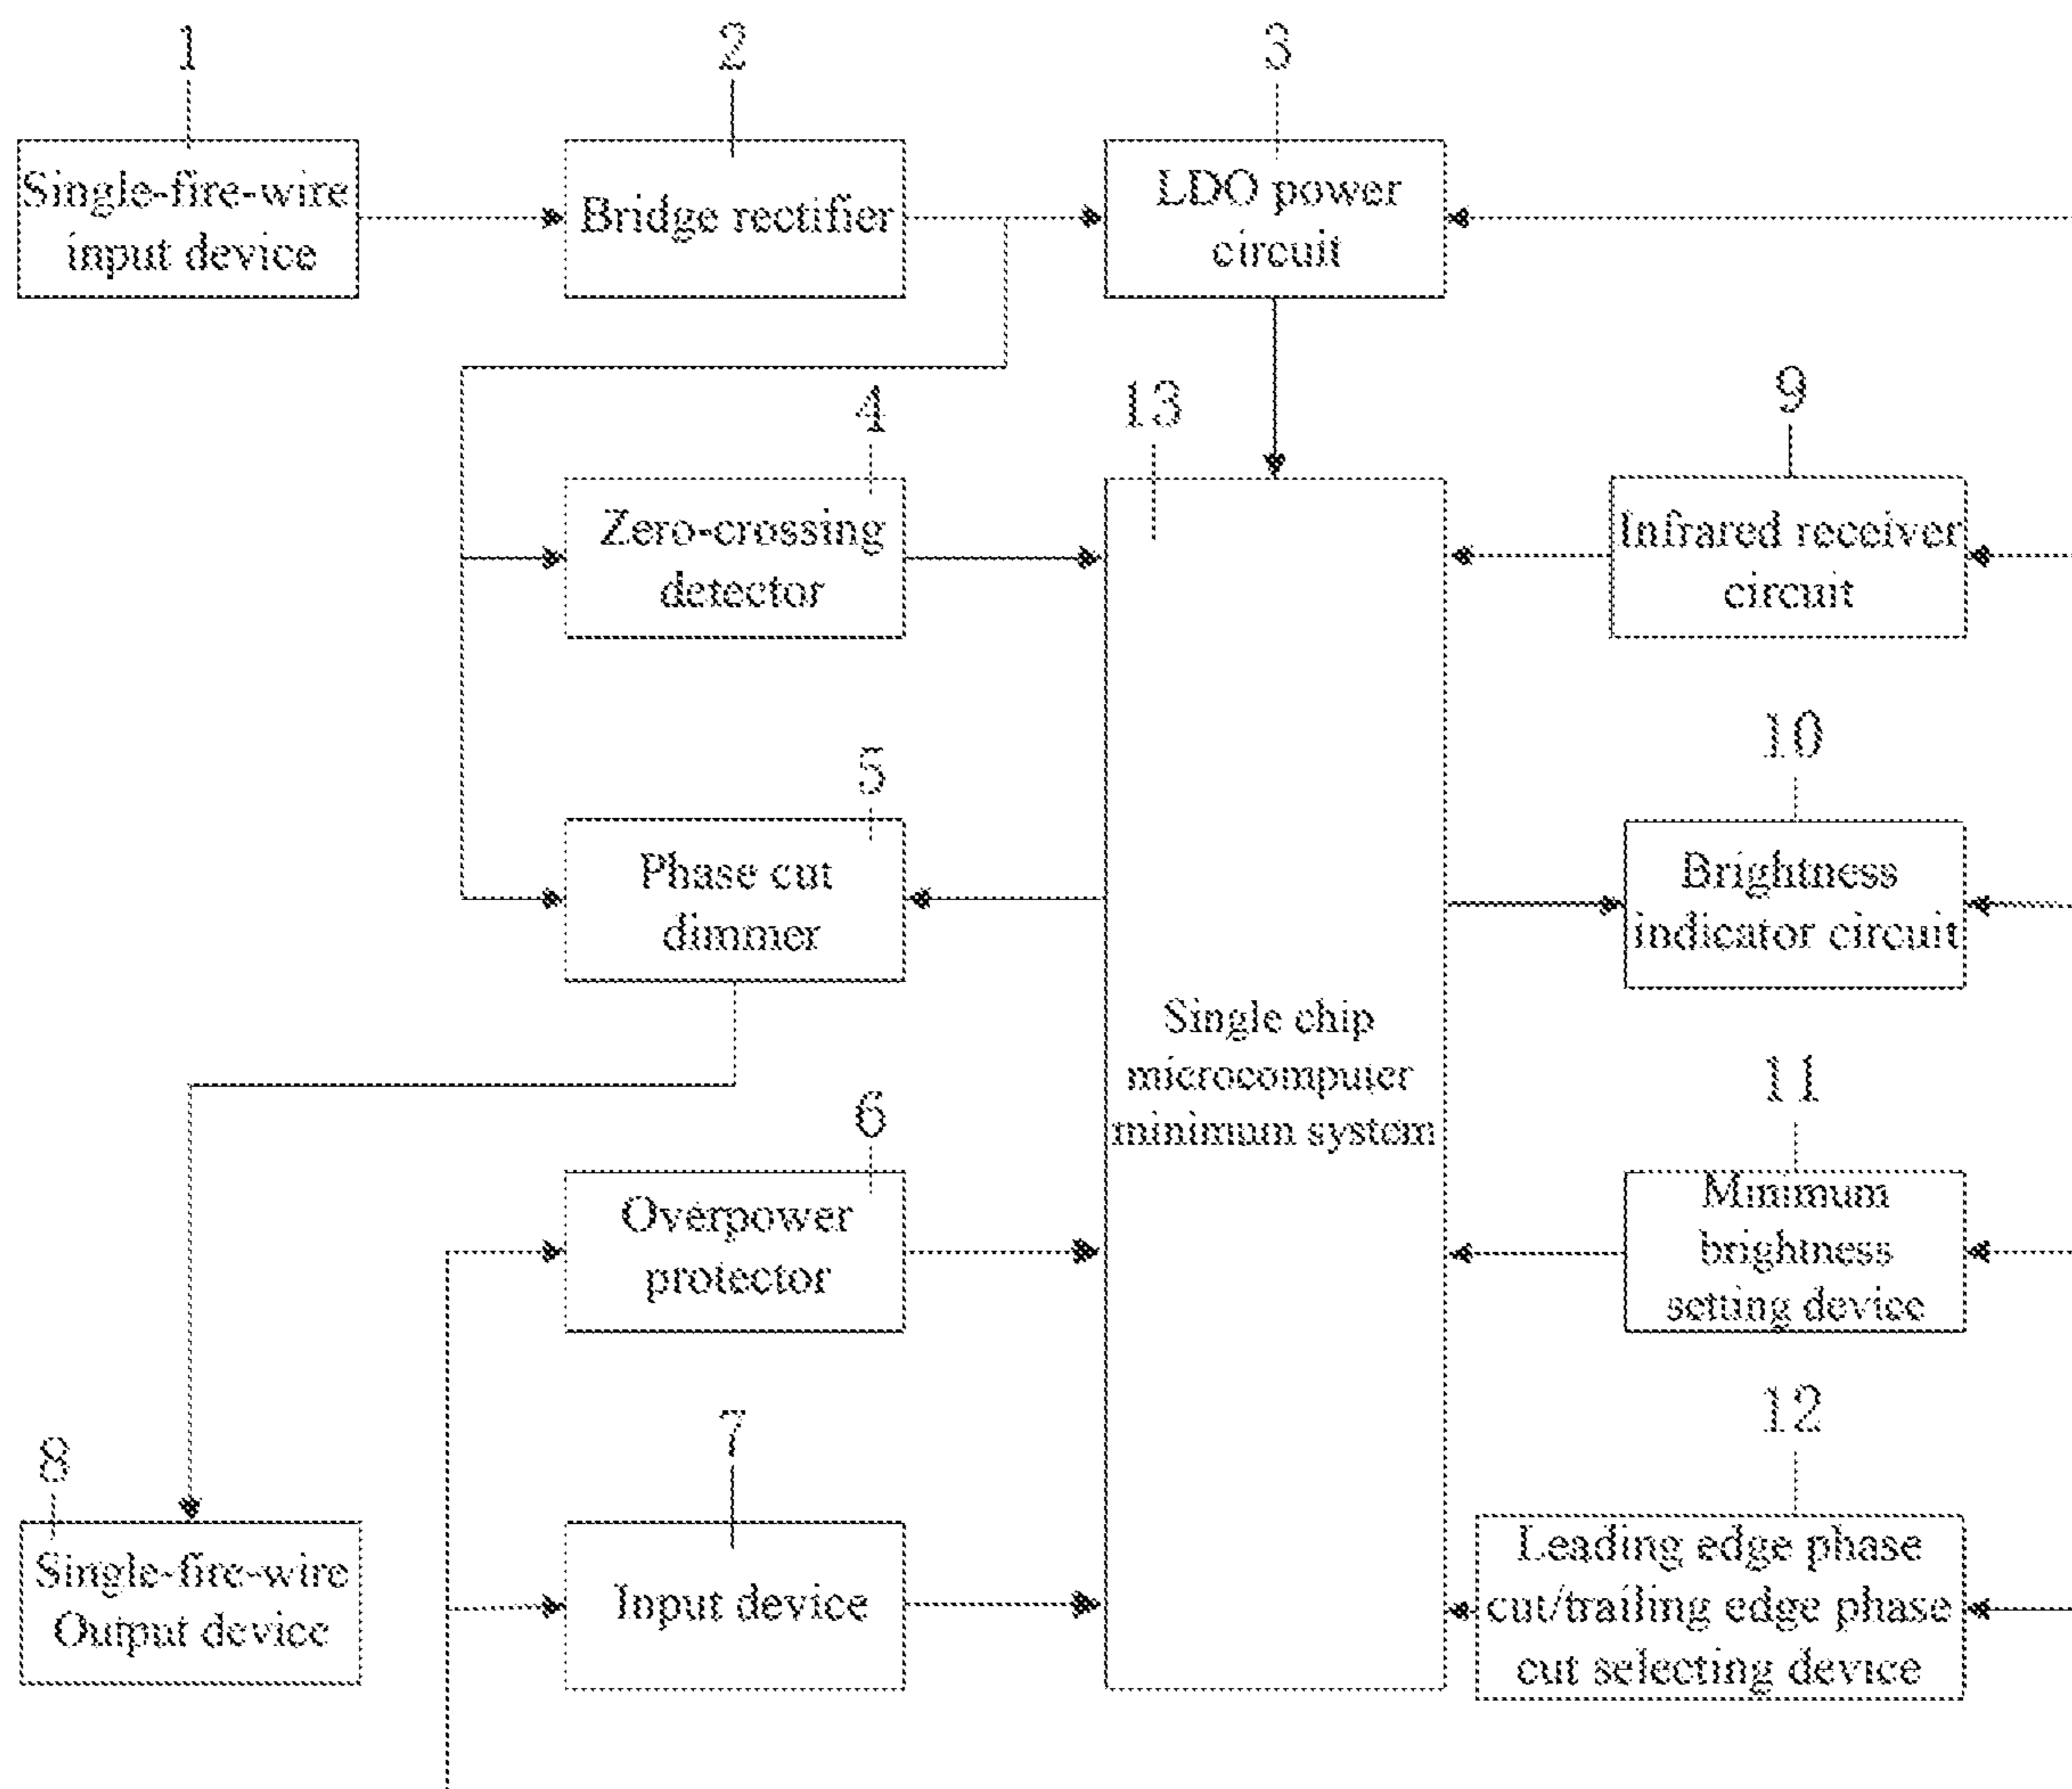 1
2
3
Single-fire-wire
input device
Bridge rectifier
LDO power
circuit
4
13
9
Zero-crossing
detector
Infrared receiver
circuit
10
5
Phase cut
dimmer
Brightness
indicator circuit
Single chip
microcomputer
minimum system
11
6
Overpower
protector
Minimum
brightness
setting device
12
7
8
Single-fire-wire
Output device
Input device
Leading edge phase
cut/trailing edge phase
cut selecting device